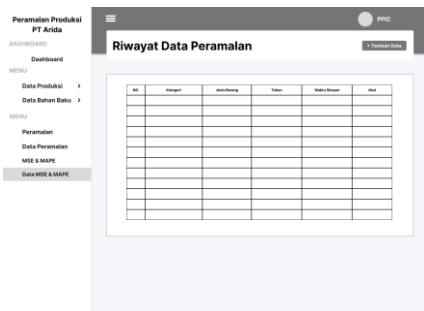 Peramalan Produksi
PT Arida
DASHBOARD
Dashboard
MENU
Data Produksi >
Data Bahan Baku >
MENU
Peramalan
Data Peramalan
MSE & MAPE
Data MSE & MAPE
PPIC
Riwayat Data Peramalan
+ Tambah Data
NO Kategori Jenis Barang Tahun Waktu Simpan Aksi